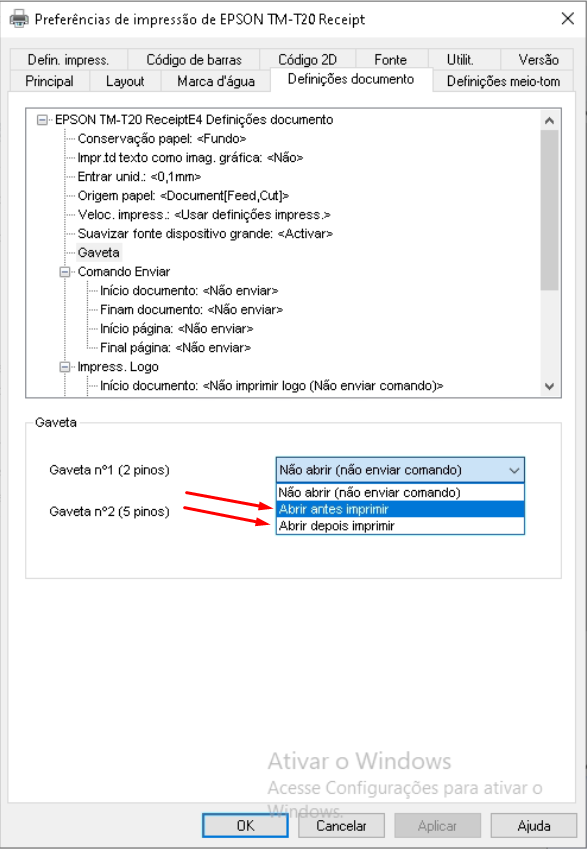 Preferências de impressão de EPSON TM-T20 Receipt
Defin. impress. Código de barras Código 2D Fonte Utilit. Versão
Principal Layout Marca d'água Definições documento Definições meio-tom
EPSON TM-T20 ReceiptE4 Definições documento
Conservação papel: <Fundo>
Impr.td texto como imag. gráfica: <Não>
Entrar unid.: <0,1mm>
Origem papel: <Document[Feed,Cut]>
Veloc. impress.: <Usar definições impress.>
Suavizar fonte dispositivo grande: <Activar>
Gaveta
Comando Enviar
Início documento: <Não enviar>
Finam documento: <Não enviar>
Início página: <Não enviar>
Final página: <Não enviar>
Impress. Logo
Início documento: <Não imprimir logo (Não enviar comando)>
Gaveta
Gaveta nº1 (2 pinos) Não abrir (não enviar comando)
Não abrir (não enviar comando)
Gaveta nº2 (5 pinos) Abrir antes imprimir
Abrir depois imprimir
Ativar o Windows
Acesse Configurações para ativar o
Windows.
OK Cancelar Aplicar Ajuda